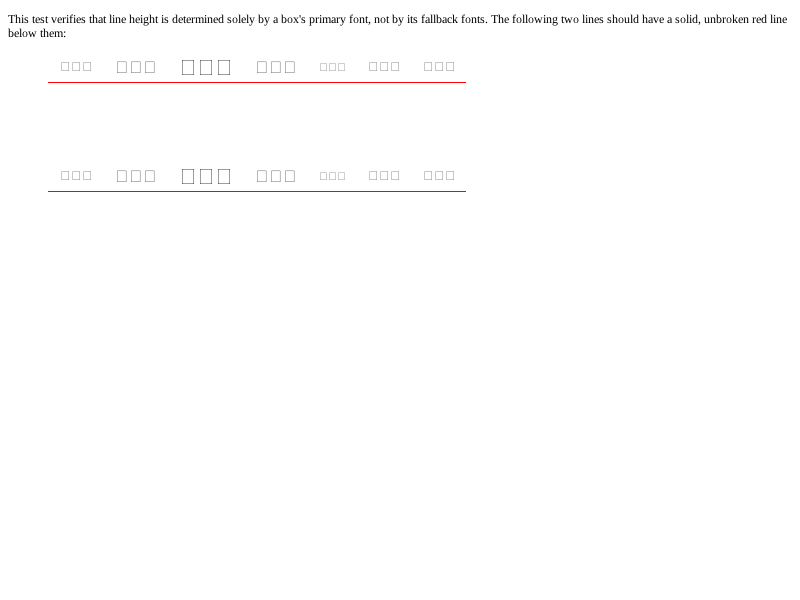 This test verifies that line height is determined solely by a box's primary font, not by its fallback fonts. The following two lines should have a solid, unbroken red line
below them: